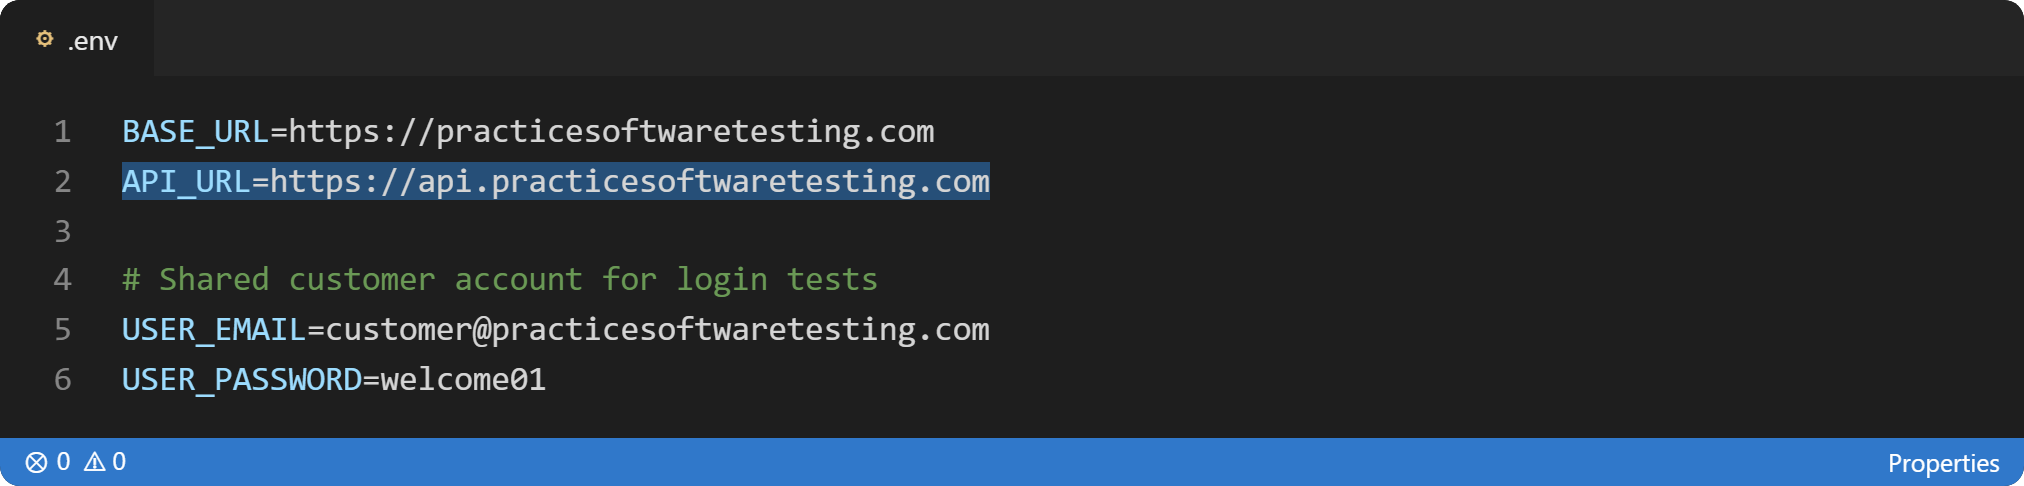 .env
1 BASE_URL=https://practicesoftwaretesting.com
2 API_URL=https://api.practicesoftwaretesting.com
3
4 # Shared customer account for login tests
5 USER_EMAIL=customer@practicesoftwaretesting.com
6 USER_PASSWORD=welcome01
0 0 Properties